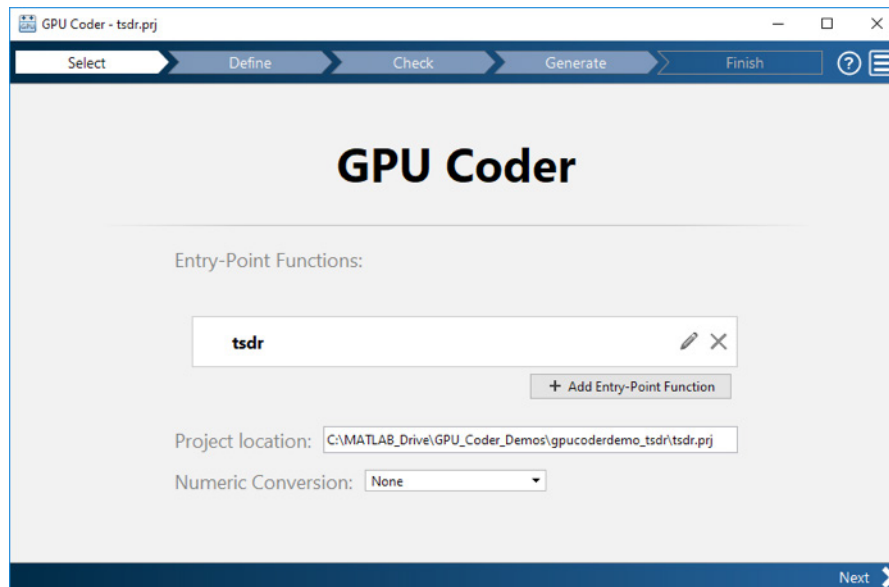 GPU Coder - tsdr.prj
Select Define Check Generate Finish ?
GPU Coder
Entry-Point Functions:
tsdr
+ Add Entry-Point Function
Project location: C:\MATLAB_Drive\GPU_Coder_Demos\gpucoderdemo_tsdr\tsdr.prj
Numeric Conversion: None
Next